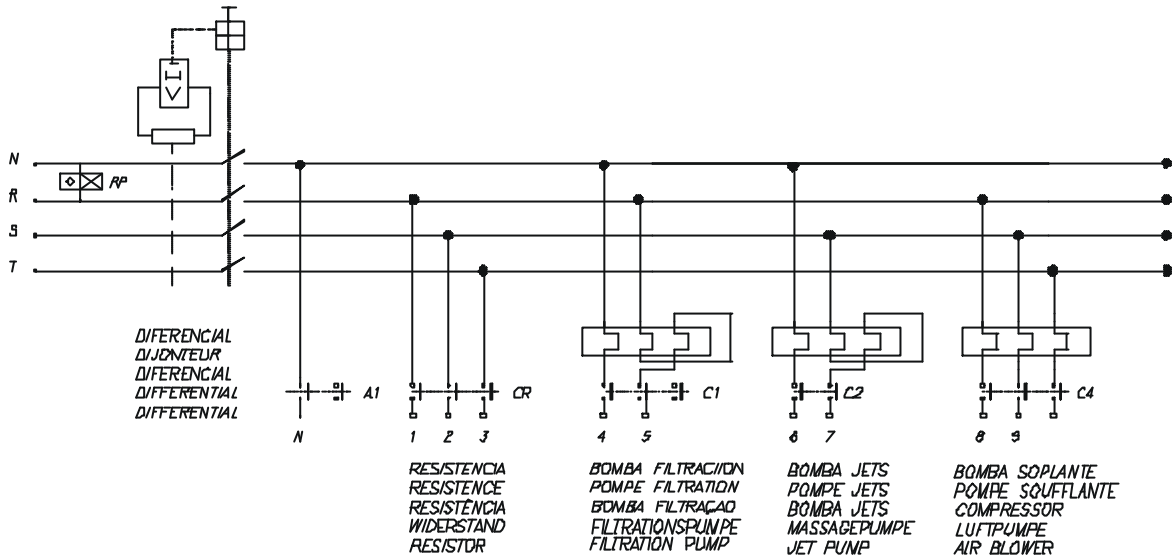 N
RP
R
S
T
DIFERENCIAL
DIJONTEUR
DIFERENCIAL
DIFFERENTIAL
DIFFERENTIAL
A1
CR
C1
C2
C4
N
1
2
3
4
5
6
7
8
9
RESISTENCIA
RESISTENCE
RESISTÊNCIA
WIDERSTAND
RESISTOR
BOMBA FILTRACIION
POMPE FILTRATION
BOMBA FILTRAÇAO
FILTRATIONSPUMPE
FILTRATION PUMP
BOMBA JETS
POMPE JETS
BOMBA JETS
MASSAGEPUMPE
JET PUMP
BOMBA SOPLANTE
POMPE SOUFFLANTE
COMPRESSOR
LUFTPUMPE
AIR BLOWER